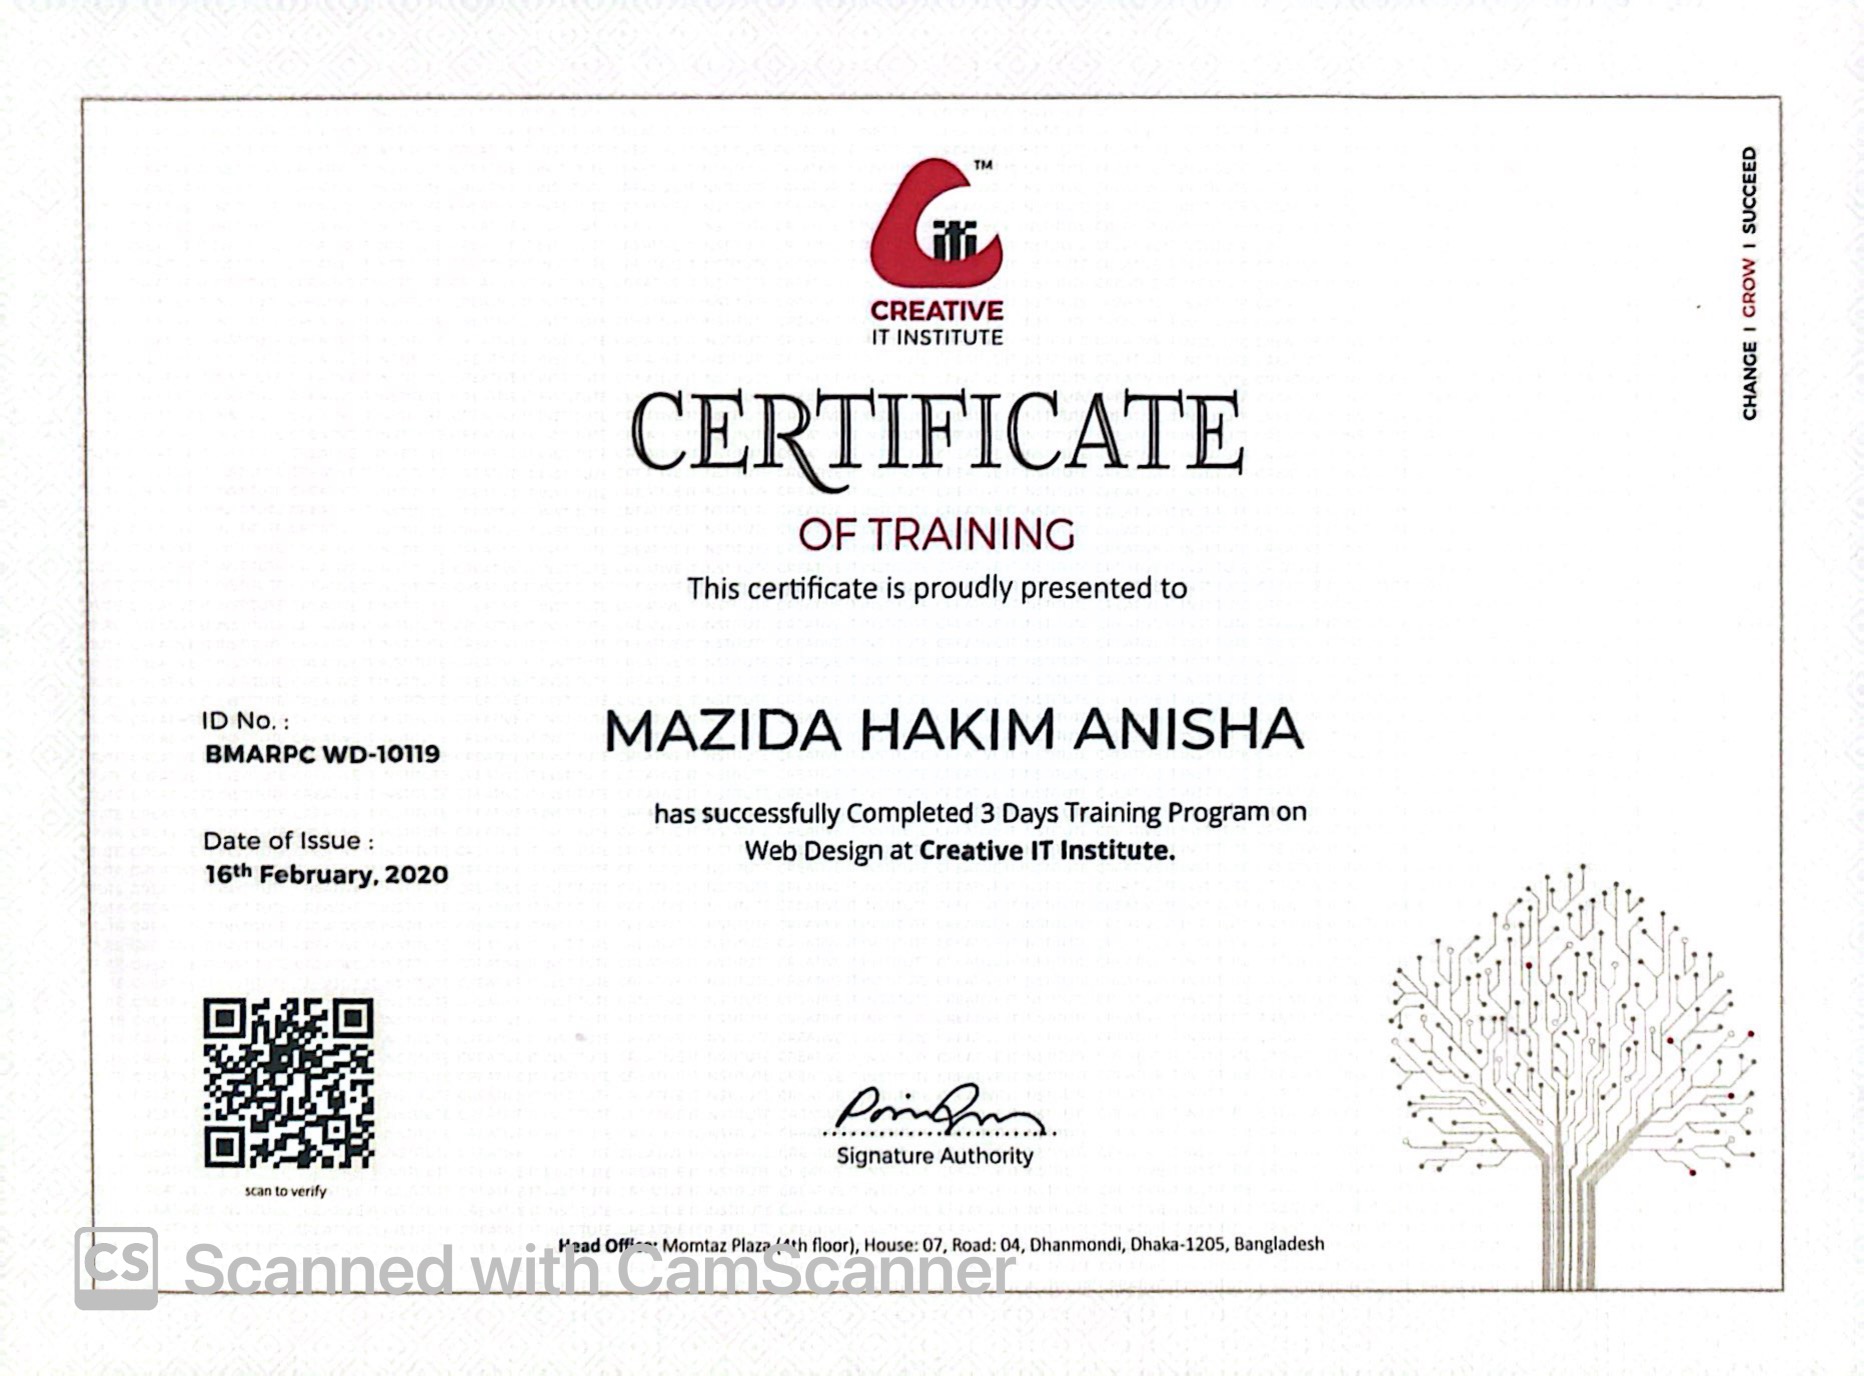 CHANGE | GROW | SUCCEED
iti
TM
CREATIVE
IT INSTITUTE
CERTIFICATE
OF TRAINING
This certificate is proudly presented to
ID No. :
BMARPC WD-10119
MAZIDA HAKIM ANISHA
has successfully Completed 3 Days Training Program on
Web Design at Creative IT Institute.
Date of Issue :
16th February, 2020
scan to verify
Signature Authority
Head Office: Momtaz Plaza (4th floor), House: 07, Road: 04, Dhanmondi, Dhaka-1205, Bangladesh
CS Scanned with CamScanner